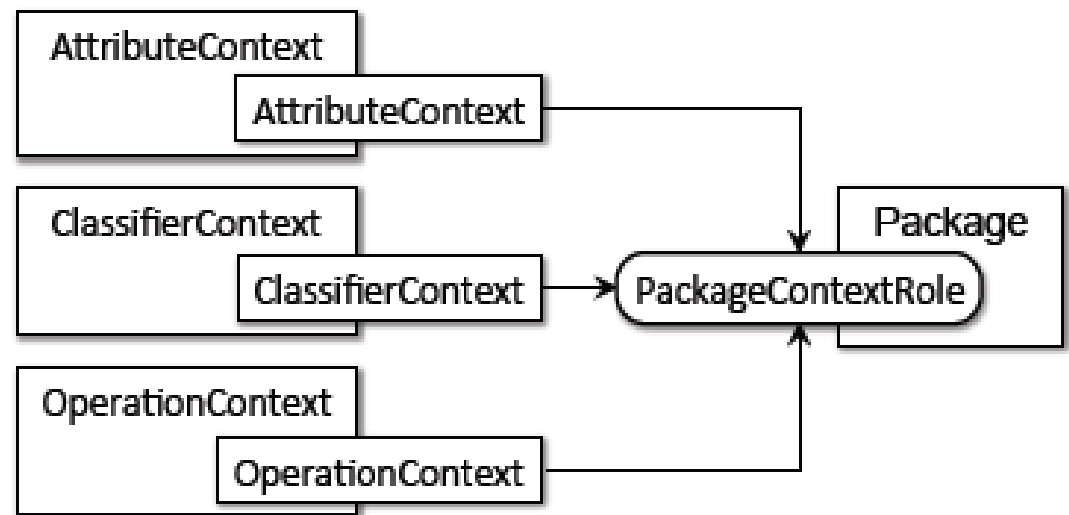 AttributeContext
AttributeContext
ClassifierContext
Package
ClassifierContext
PackageContextRole
OperationContext
OperationContext